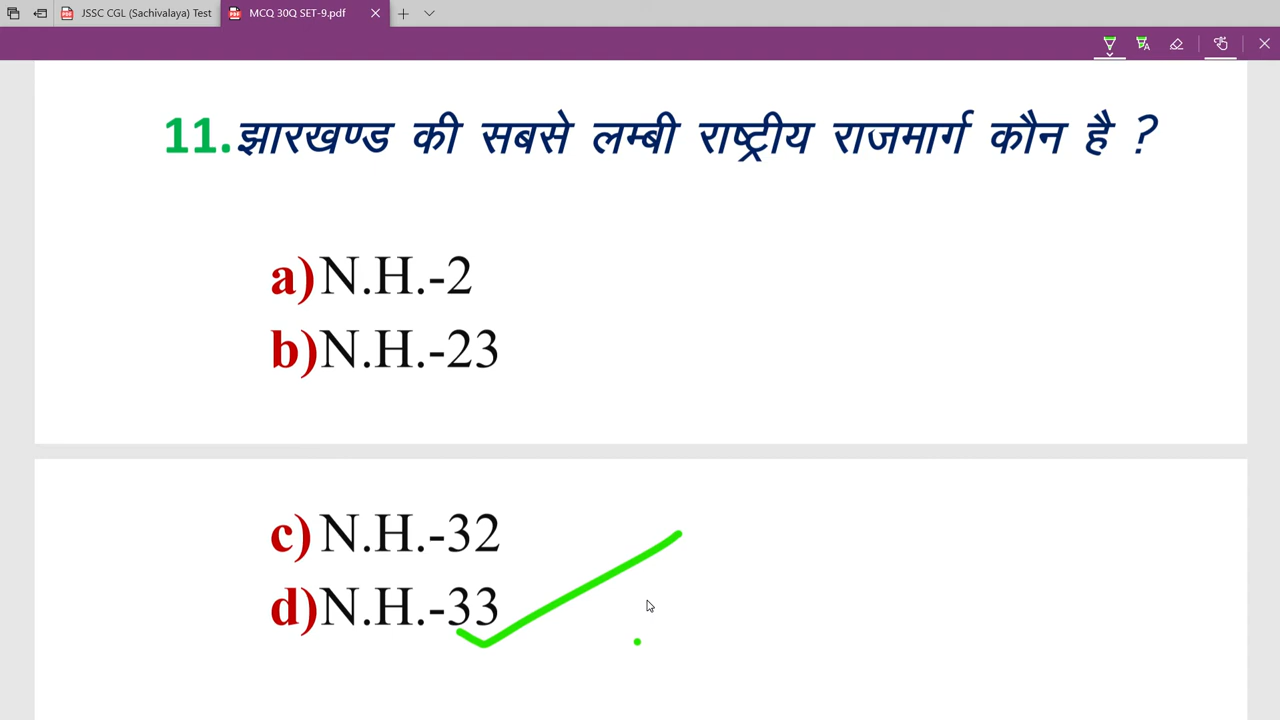 JSSC CGL (Sachivalaya) Test
MCQ 30Q SET-9.pdf
11.झारखण्ड की सबसे लम्बी राष्ट्रीय राजमार्ग कौन है ?
a)N.H.-2
b)N.H.-23
c)N.H.-32
d)N.H.-33